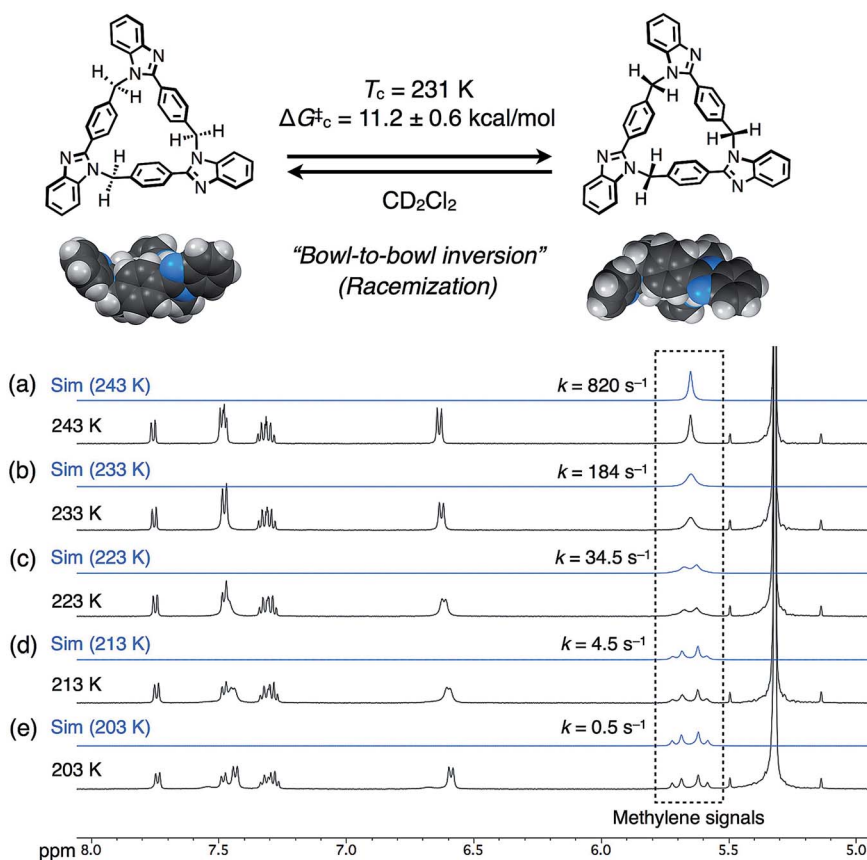 N
N
H
H
N
N
H
H
N
N
H
H
T_c = 231 K
ΔG‡_c = 11.2 ± 0.6 kcal/mol
CD₂Cl₂
"Bowl-to-bowl inversion"
(Racemization)
N
N
H
H
N
N
H
H
N
N
H
H
(a) Sim (243 K) k = 820 s⁻¹
243 K
(b) Sim (233 K) k = 184 s⁻¹
233 K
(c) Sim (223 K) k = 34.5 s⁻¹
223 K
(d) Sim (213 K) k = 4.5 s⁻¹
213 K
(e) Sim (203 K) k = 0.5 s⁻¹
203 K
Methylene signals
ppm 8.0 7.5 7.0 6.5 6.0 5.5 5.0